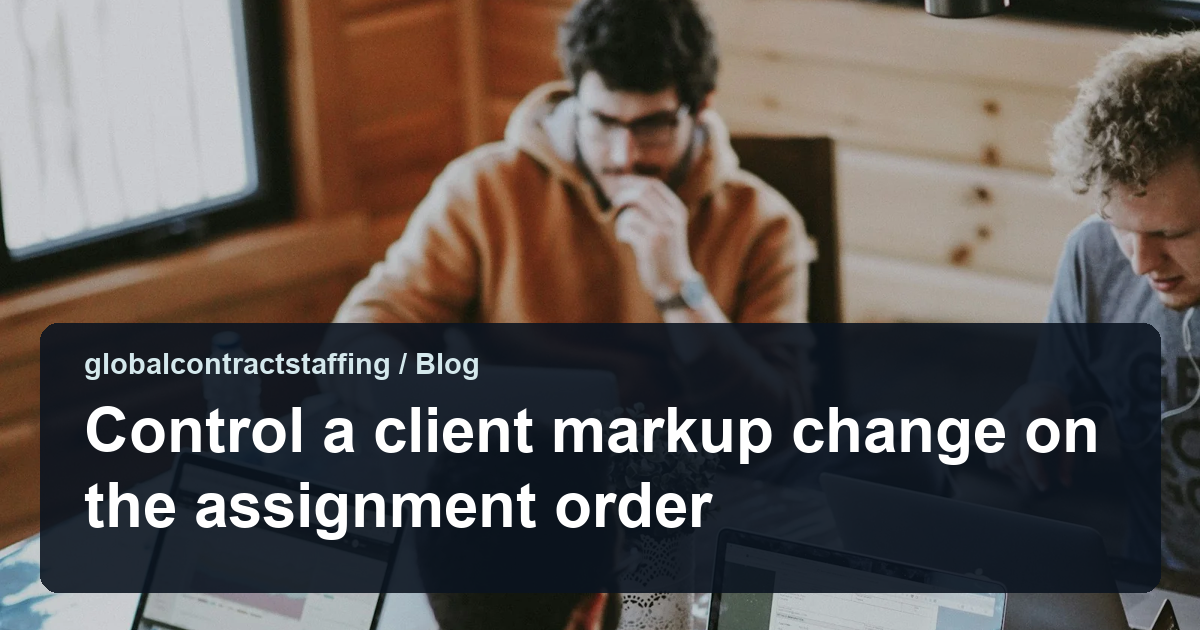 globalcontractstaffing / Blog
Control a client markup change on
the assignment order